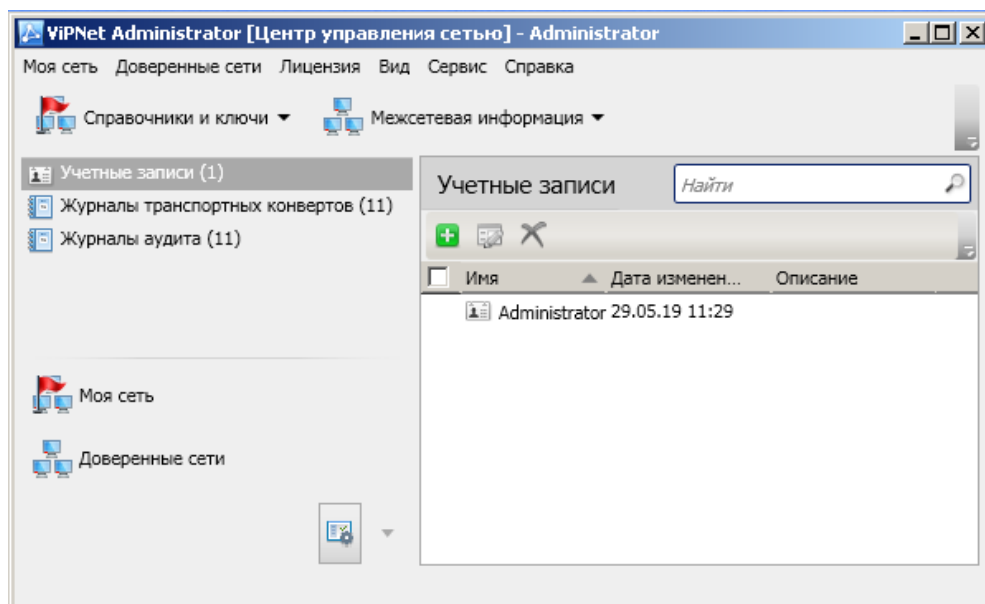 ViPNet Administrator [Центр управления сетью] - Administrator
Моя сеть Доверенные сети Лицензия Вид Сервис Справка
Справочники и ключи Межсетевая информация
Учетные записи (1)
Журналы транспортных конвертов (11)
Журналы аудита (11)
Моя сеть
Доверенные сети
Учетные записи Найти
Имя Дата изменен... Описание
Administrator 29.05.19 11:29